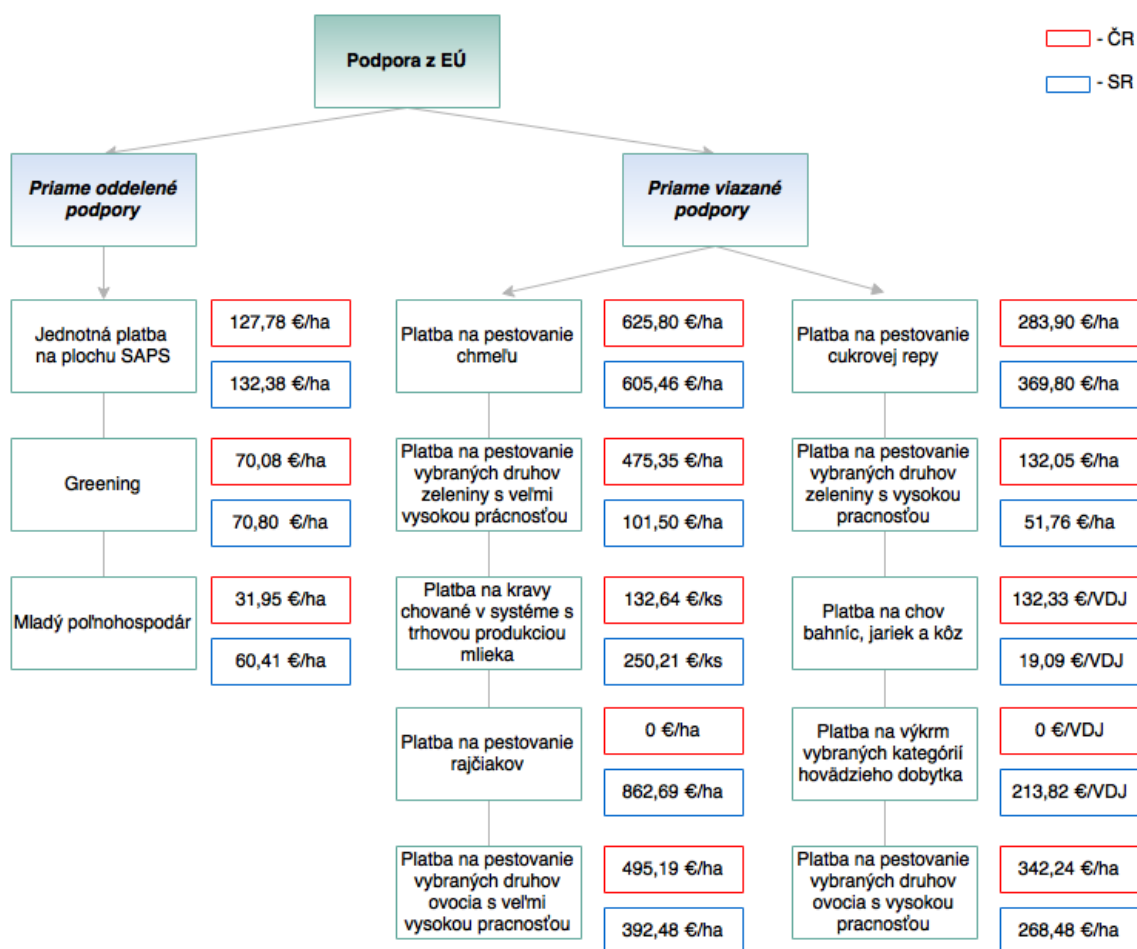 Podpora z EÚ
- ČR
- SR
Priame oddelené
podpory
Priame viazané
podpory
Jednotná platba
na plochu SAPS
127,78 €/ha
132,38 €/ha
Greening
70,08 €/ha
70,80 €/ha
Mladý poľnohospodár
31,95 €/ha
60,41 €/ha
Platba na pestovanie
chmeľu
625,80 €/ha
605,46 €/ha
Platba na pestovanie
vybraných druhov
zeleniny s veľmi
vysokou prácnosťou
475,35 €/ha
101,50 €/ha
Platba na kravy
chované v systéme s
trhovou produkciou
mlieka
132,64 €/ks
250,21 €/ks
Platba na pestovanie
rajčiakov
0 €/ha
862,69 €/ha
Platba na pestovanie
vybraných druhov
ovocia s veľmi
vysokou pracnosťou
495,19 €/ha
392,48 €/ha
Platba na pestovanie
cukrovej repy
283,90 €/ha
369,80 €/ha
Platba na pestovanie
vybraných druhov
zeleniny s vysokou
pracnosťou
132,05 €/ha
51,76 €/ha
Platba na chov
bahníc, jariek a kôz
132,33 €/VDJ
19,09 €/VDJ
Platba na výkrm
vybraných kategórií
hovädzieho dobytka
0 €/VDJ
213,82 €/VDJ
Platba na pestovanie
vybraných druhov
ovocia s vysokou
pracnosťou
342,24 €/ha
268,48 €/ha